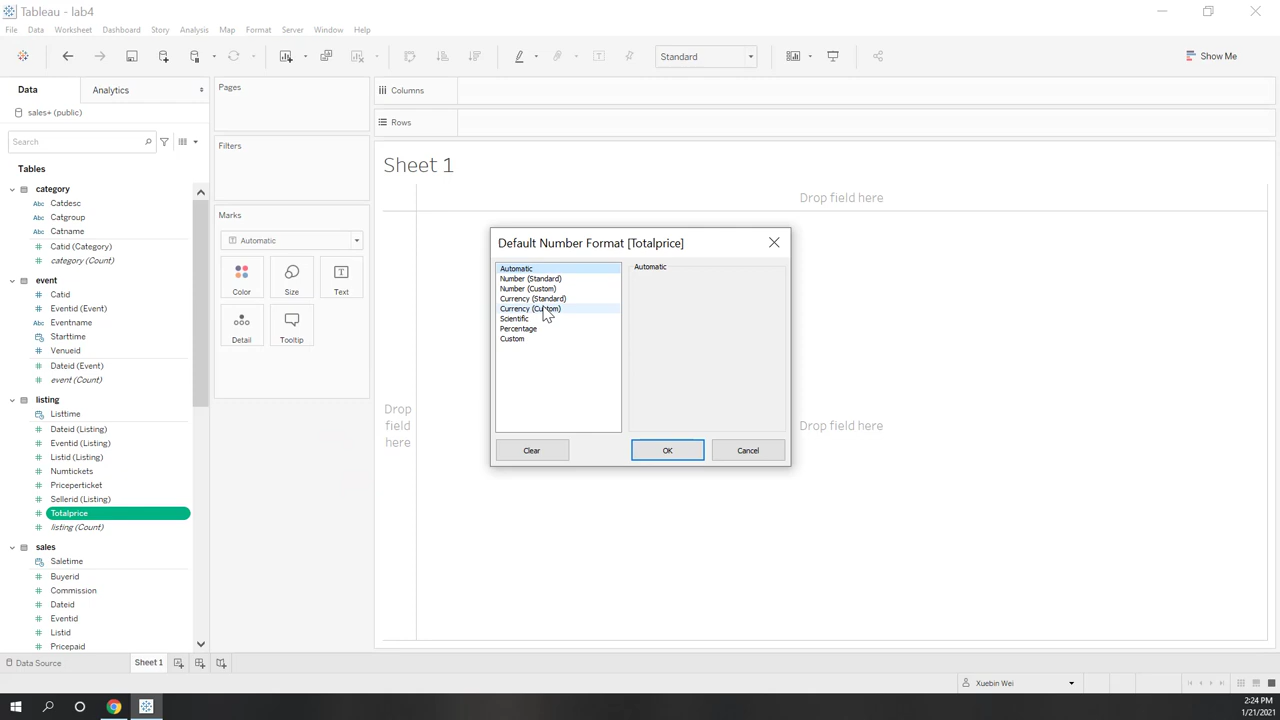 Tableau - lab4
File Data Worksheet Dashboard Story Analysis Map Format Server Window Help
Standard
Show Me
Data
Analytics
sales+ (public)
Search
Tables
category
Abc Catdesc
Abc Catgroup
Abc Catname
Catid (Category)
category (Count)
event
Catid
Eventid (Event)
Abc Eventname
Starttime
Venueid
Dateid (Event)
event (Count)
listing
Listtime
Dateid (Listing)
Eventid (Listing)
Listid (Listing)
Numtickets
Priceperticket
Sellerid (Listing)
Totalprice
listing (Count)
sales
Saletime
Buyerid
Commission
Dateid
Eventid
Listid
Pricepaid
Pages
Filters
Marks
Automatic
Color
Size
Text
Detail
Tooltip
Columns
Rows
Sheet 1
Drop field here
Drop
field
here
Drop field here
Default Number Format [Totalprice]
Automatic
Number (Standard)
Number (Custom)
Currency (Standard)
Currency (Custom)
Scientific
Percentage
Custom
Automatic
Clear
OK
Cancel
Data Source
Sheet 1
Xuebin Wei
2:24 PM
1/21/2021